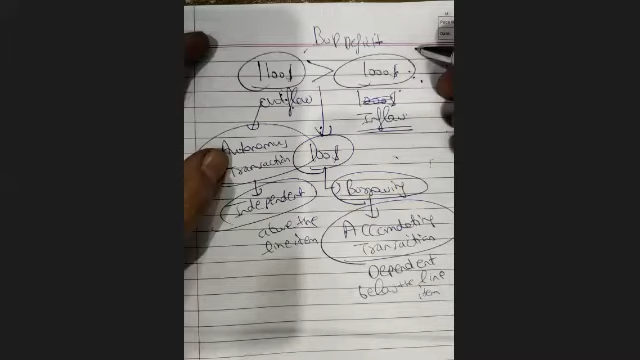 BOP Deficit
1100$ > 1000$
outflow
1000$
Inflow
Autonomus
Transaction
100$
Independent
above the
line item
Borrowing
Accomodating
Transaction
Dependent
below the line
item